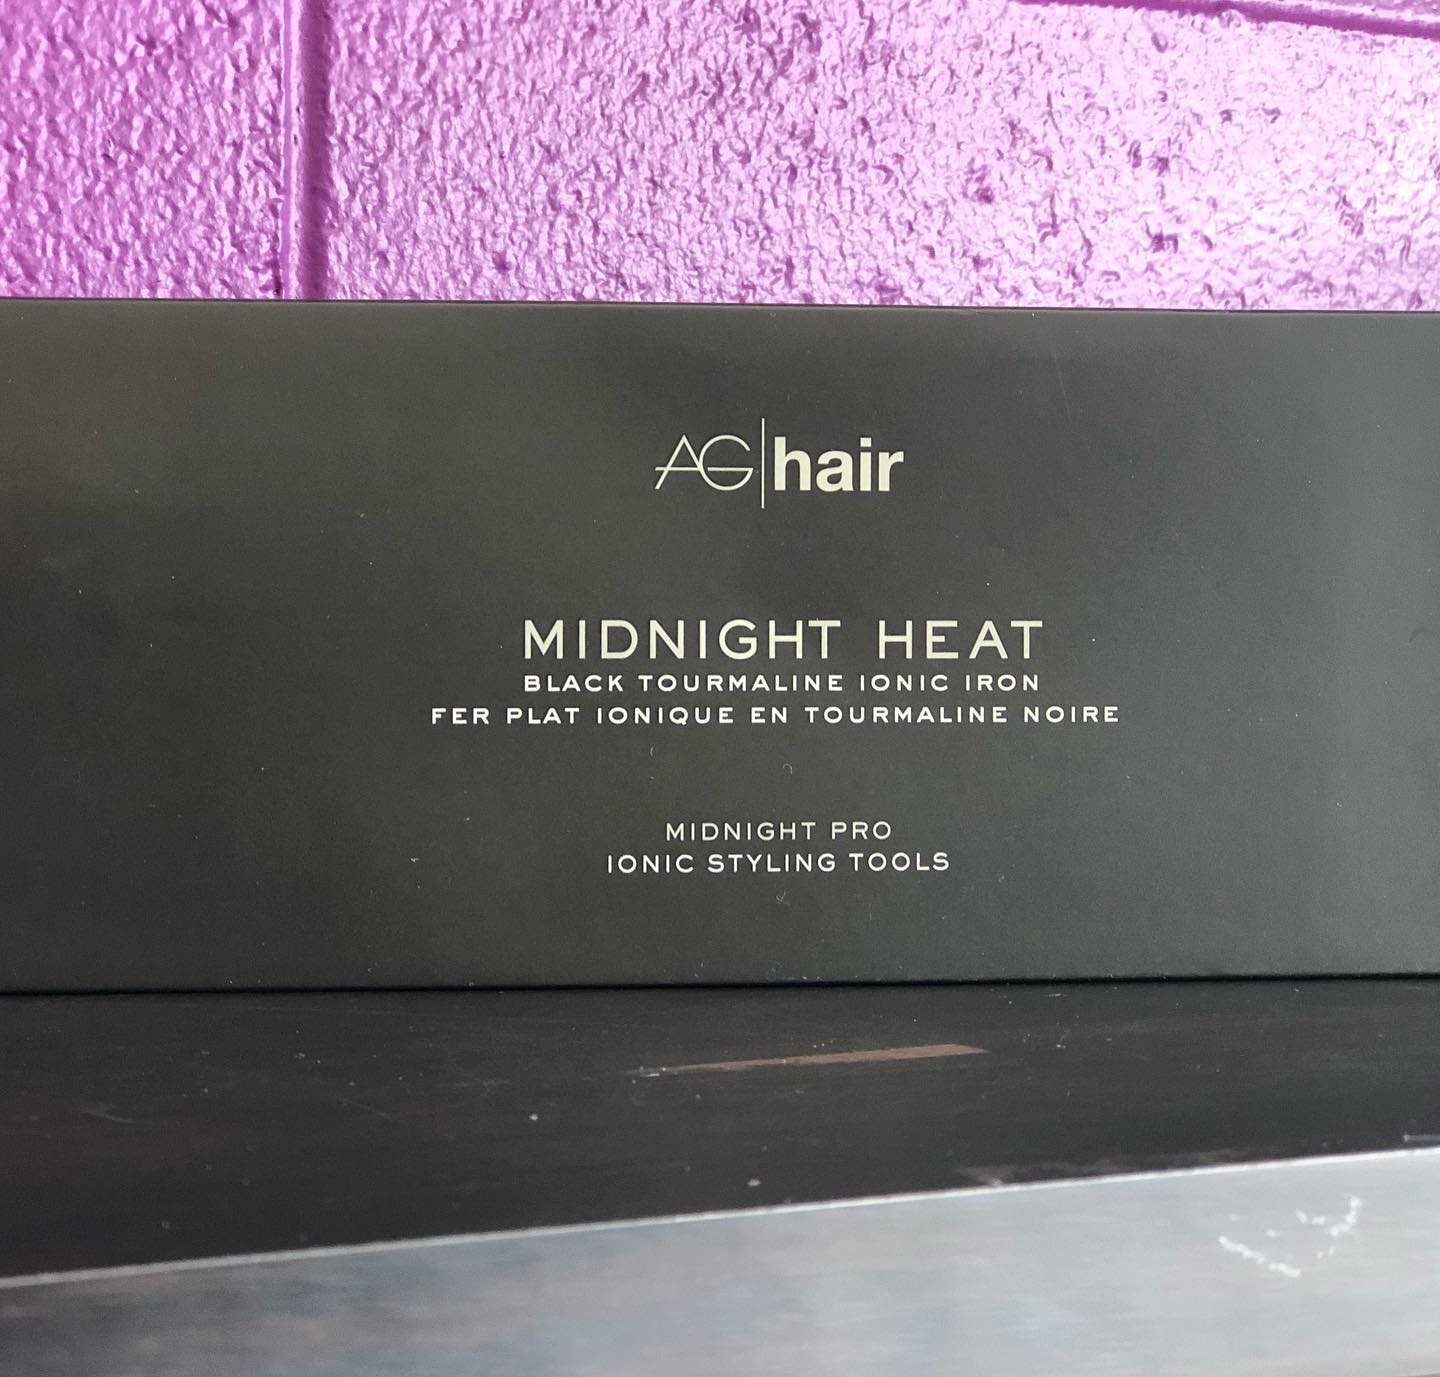 AG|hair
MIDNIGHT HEAT
BLACK TOURMALINE IONIC IRON
FER PLAT IONIQUE EN TOURMALINE NOIRE
MIDNIGHT PRO
IONIC STYLING TOOLS